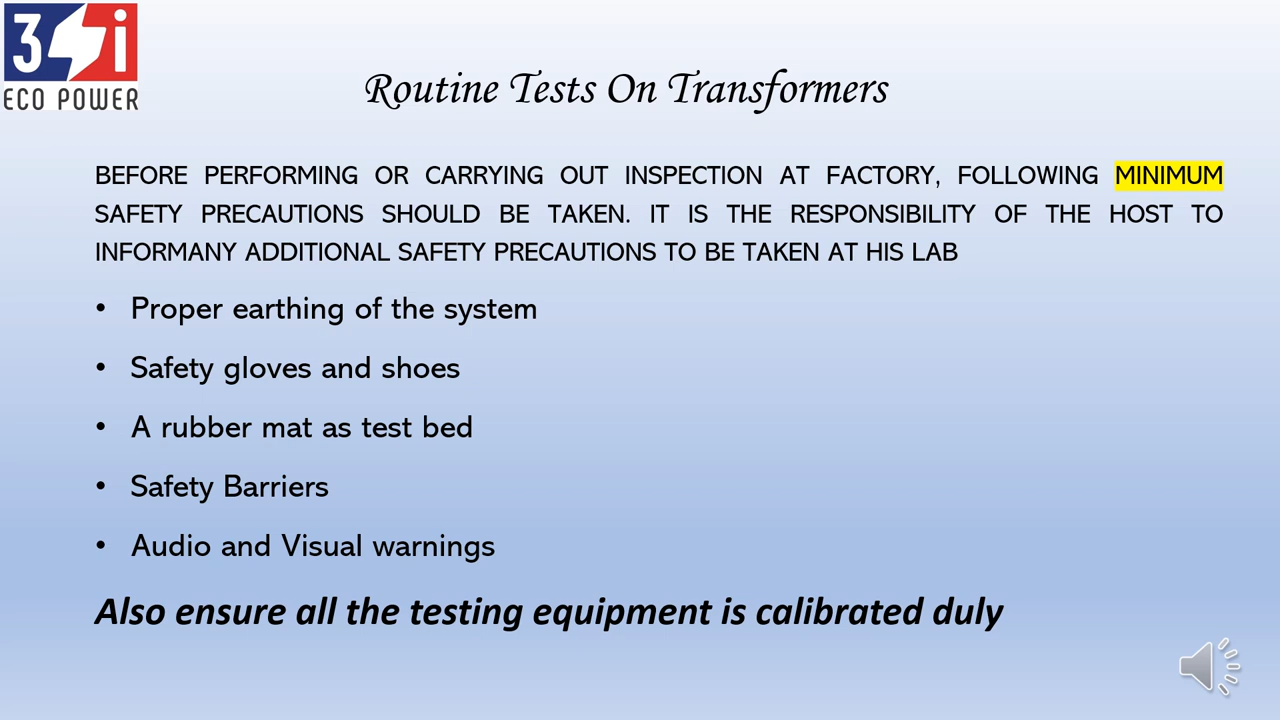 3 i
ECO POWER
Routine Tests On Transformers
BEFORE PERFORMING OR CARRYING OUT INSPECTION AT FACTORY, FOLLOWING MINIMUM
SAFETY PRECAUTIONS SHOULD BE TAKEN. IT IS THE RESPONSIBILITY OF THE HOST TO
INFORMANY ADDITIONAL SAFETY PRECAUTIONS TO BE TAKEN AT HIS LAB
• Proper earthing of the system
• Safety gloves and shoes
• A rubber mat as test bed
• Safety Barriers
• Audio and Visual warnings
Also ensure all the testing equipment is calibrated duly